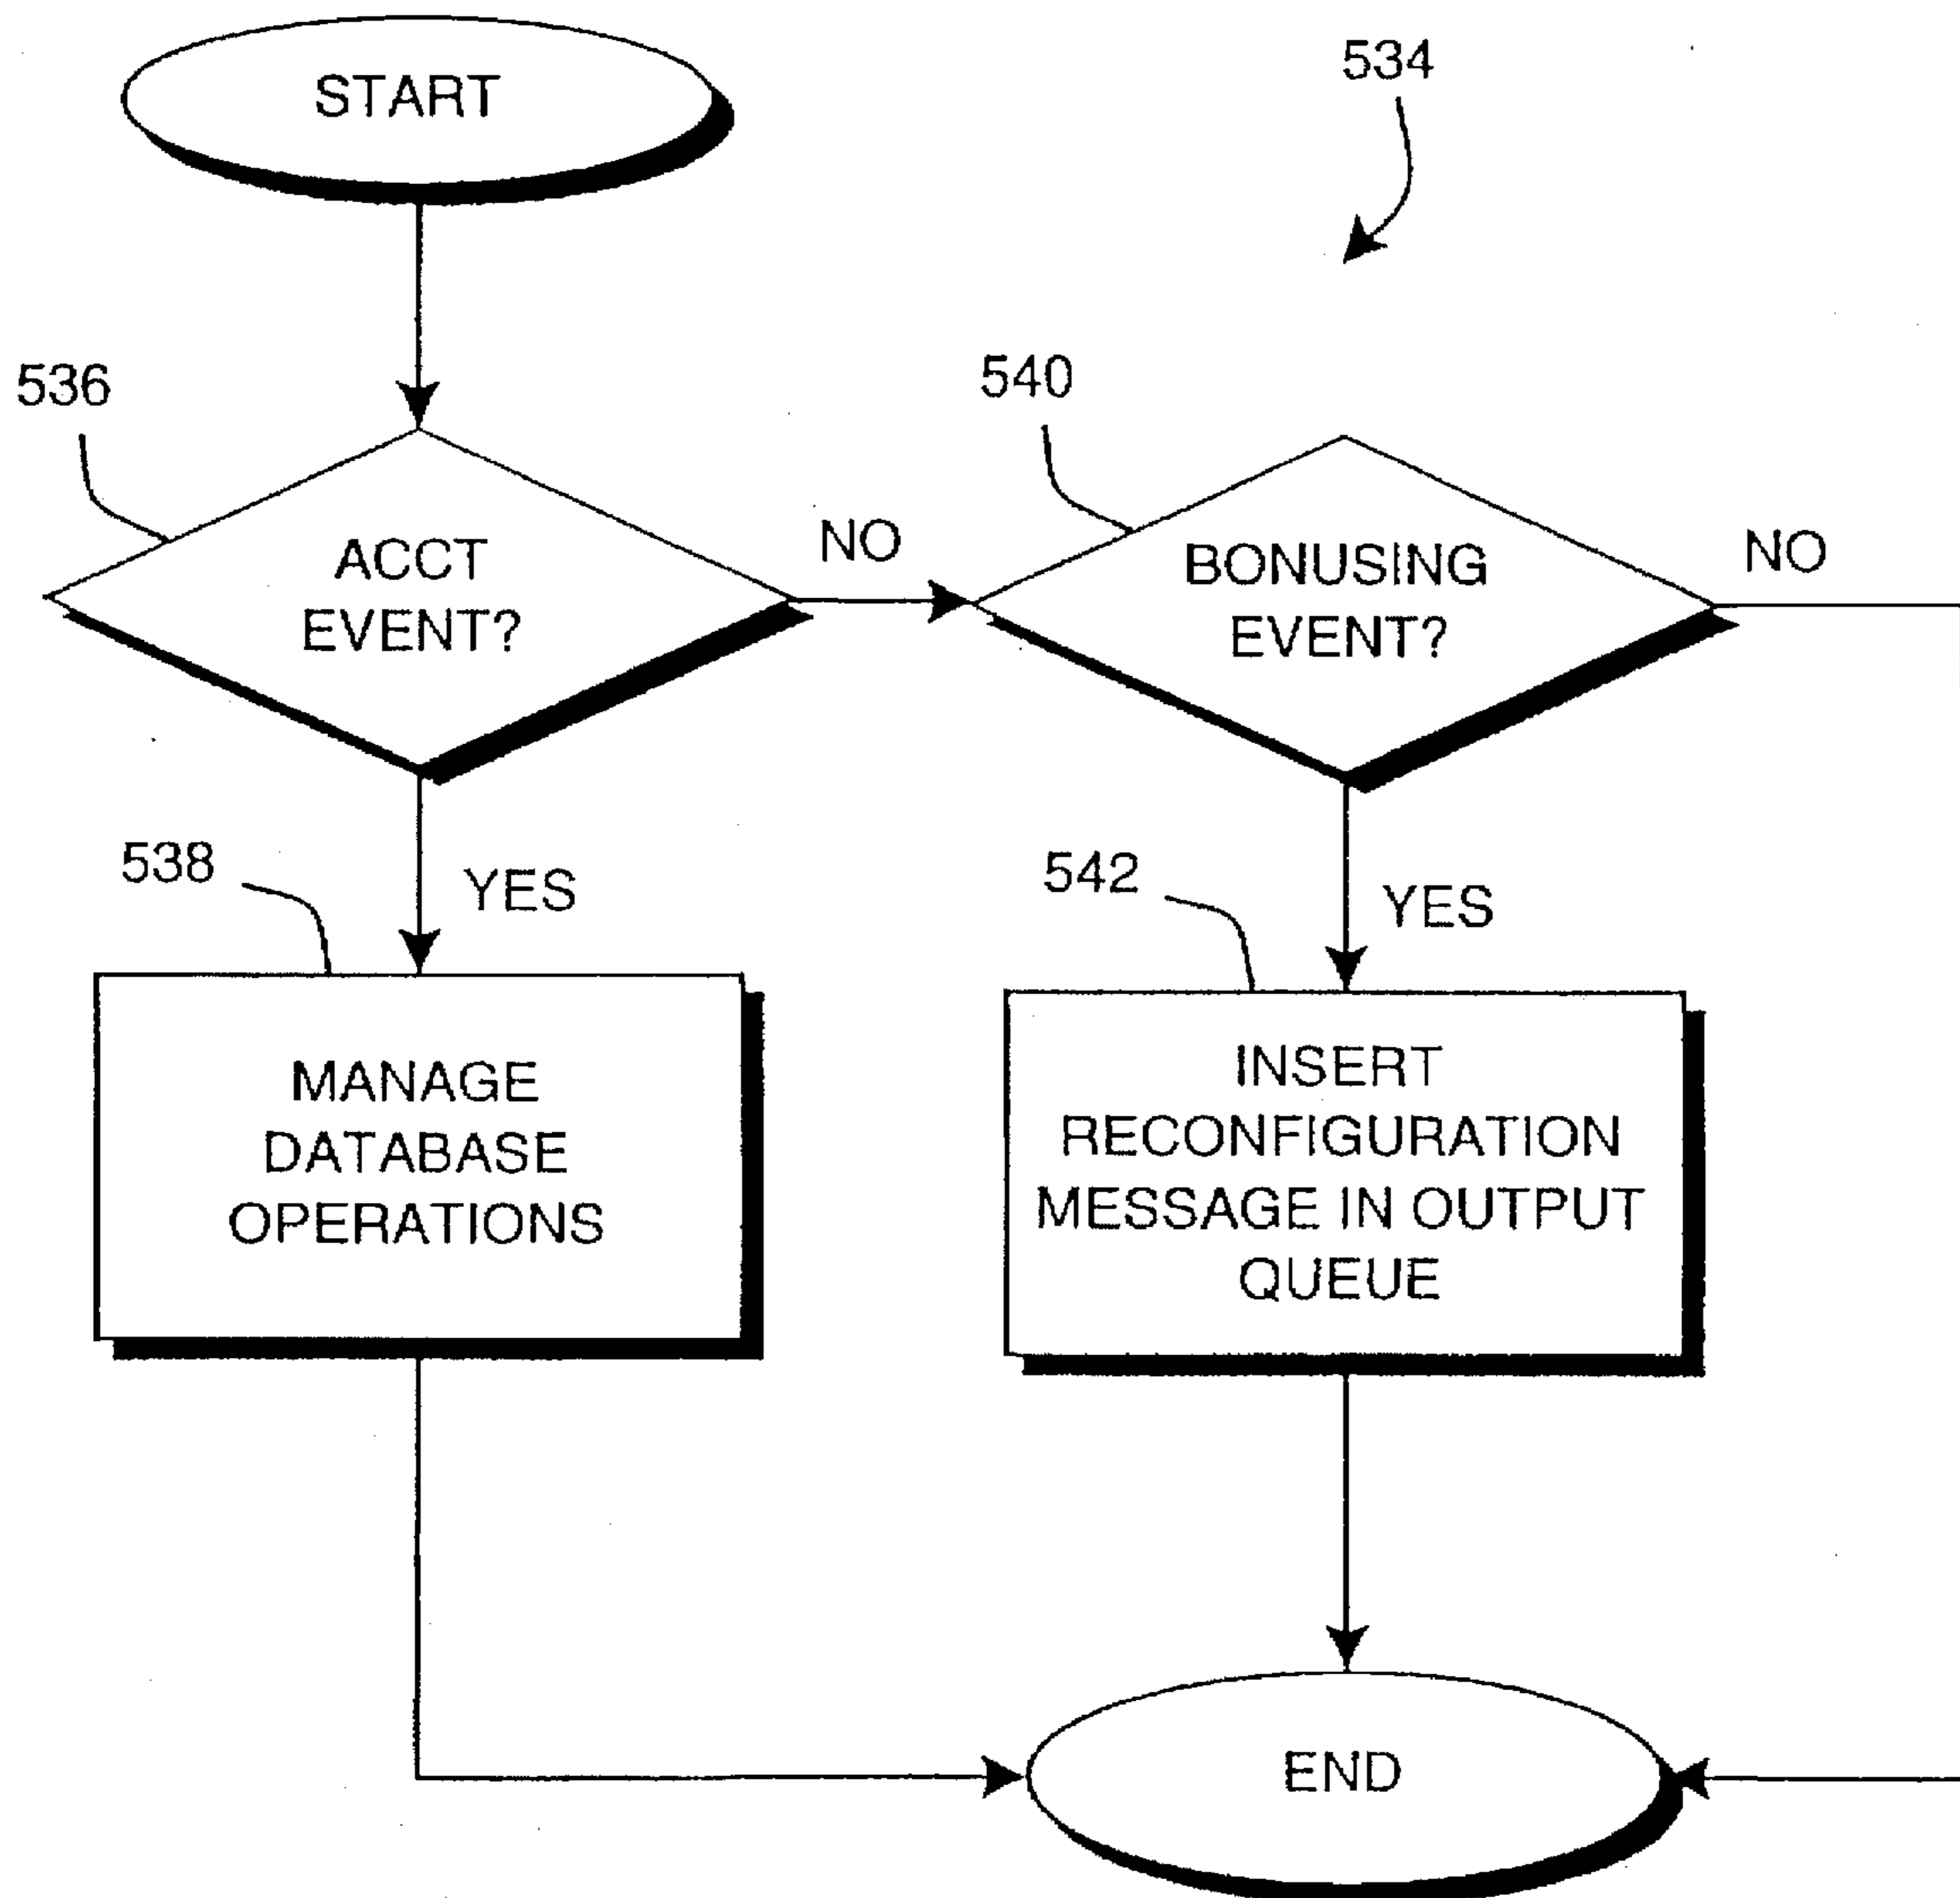 START
534
536
ACCT
EVENT?
NO
540
BONUSING
EVENT?
NO
538
YES
MANAGE
DATABASE
OPERATIONS
542
YES
INSERT
RECONFIGURATION
MESSAGE IN OUTPUT
QUEUE
END